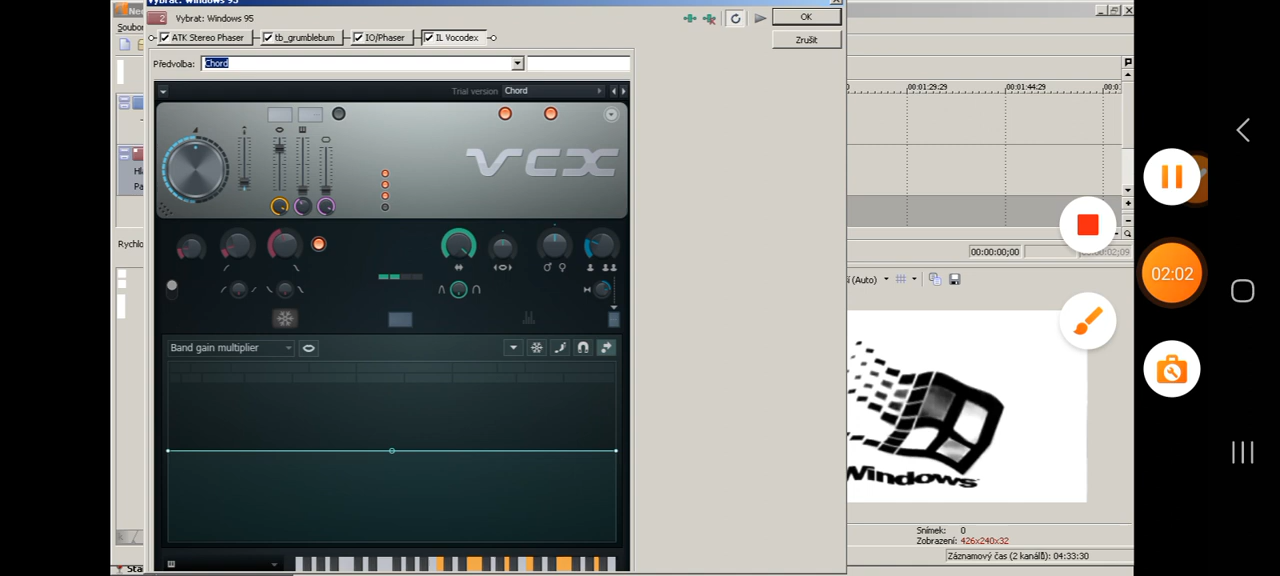 Vybrat: Windows 95
Soubor
2 Vybrat: Windows 95
OK
Zrušit
ATK Stereo Phaser
tb_grumblebum
IO/Phaser
IL Vocodex
Předvolba:
Chord
Trial version
Chord
VCX
00:01:29:29
00:01:44:29
Rychlo
00:00:00;00
(Auto)
02:02
Band gain multiplier
Windows
Snímek: 0
Zobrazení: 426x240x32
Záznamový čas (2 kanálů): 04:33:30